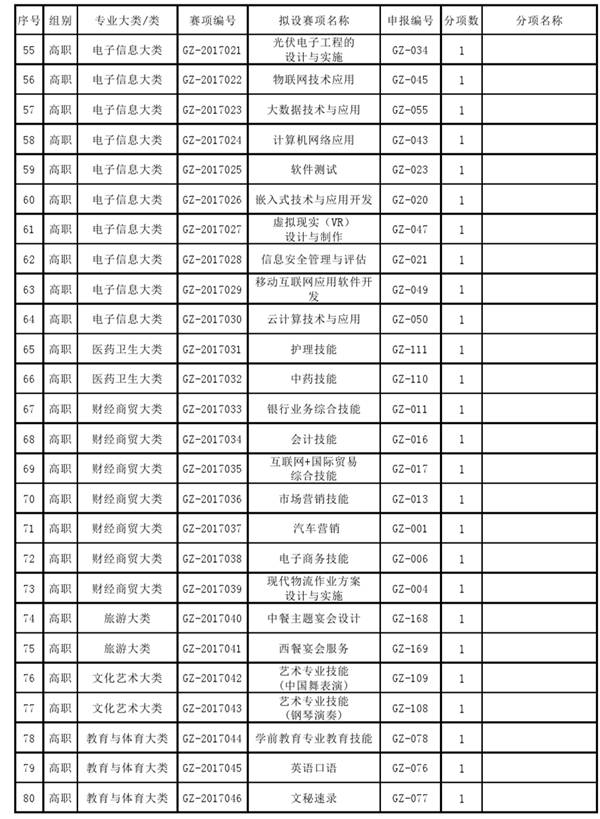 序号 组别 专业大类/类 赛项编号 拟设赛项名称 申报编号 分项数 分项名称
55 高职 电子信息大类 GZ-2017021 光伏电子工程的
设计与实施 GZ-034 1
56 高职 电子信息大类 GZ-2017022 物联网技术应用 GZ-045 1
57 高职 电子信息大类 GZ-2017023 大数据技术与应用 GZ-055 1
58 高职 电子信息大类 GZ-2017024 计算机网络应用 GZ-043 1
59 高职 电子信息大类 GZ-2017025 软件测试 GZ-023 1
60 高职 电子信息大类 GZ-2017026 嵌入式技术与应用开发 GZ-020 1
61 高职 电子信息大类 GZ-2017027 虚拟现实（VR）
设计与制作 GZ-047 1
62 高职 电子信息大类 GZ-2017028 信息安全管理与评估 GZ-021 1
63 高职 电子信息大类 GZ-2017029 移动互联网应用软件开
发 GZ-049 1
64 高职 电子信息大类 GZ-2017030 云计算技术与应用 GZ-050 1
65 高职 医药卫生大类 GZ-2017031 护理技能 GZ-111 1
66 高职 医药卫生大类 GZ-2017032 中药技能 GZ-110 1
67 高职 财经商贸大类 GZ-2017033 银行业务综合技能 GZ-011 1
68 高职 财经商贸大类 GZ-2017034 会计技能 GZ-016 1
69 高职 财经商贸大类 GZ-2017035 互联网+国际贸易
综合技能 GZ-017 1
70 高职 财经商贸大类 GZ-2017036 市场营销技能 GZ-013 1
71 高职 财经商贸大类 GZ-2017037 汽车营销 GZ-001 1
72 高职 财经商贸大类 GZ-2017038 电子商务技能 GZ-006 1
73 高职 财经商贸大类 GZ-2017039 现代物流作业方案
设计与实施 GZ-004 1
74 高职 旅游大类 GZ-2017040 中餐主题宴会设计 GZ-168 1
75 高职 旅游大类 GZ-2017041 西餐宴会服务 GZ-169 1
76 高职 文化艺术大类 GZ-2017042 艺术专业技能
(中国舞表演) GZ-109 1
77 高职 文化艺术大类 GZ-2017043 艺术专业技能
(钢琴演奏) GZ-108 1
78 高职 教育与体育大类 GZ-2017044 学前教育专业教育技能 GZ-078 1
79 高职 教育与体育大类 GZ-2017045 英语口语 GZ-076 1
80 高职 教育与体育大类 GZ-2017046 文秘速录 GZ-077 1